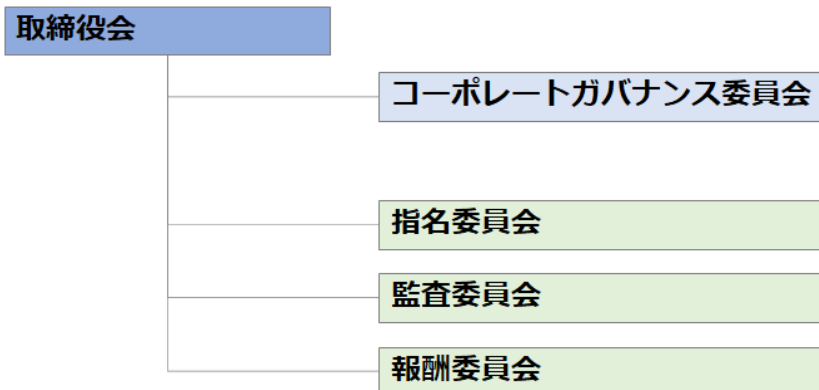 取締役会
コーポレートガバナンス委員会
指名委員会
監査委員会
報酬委員会